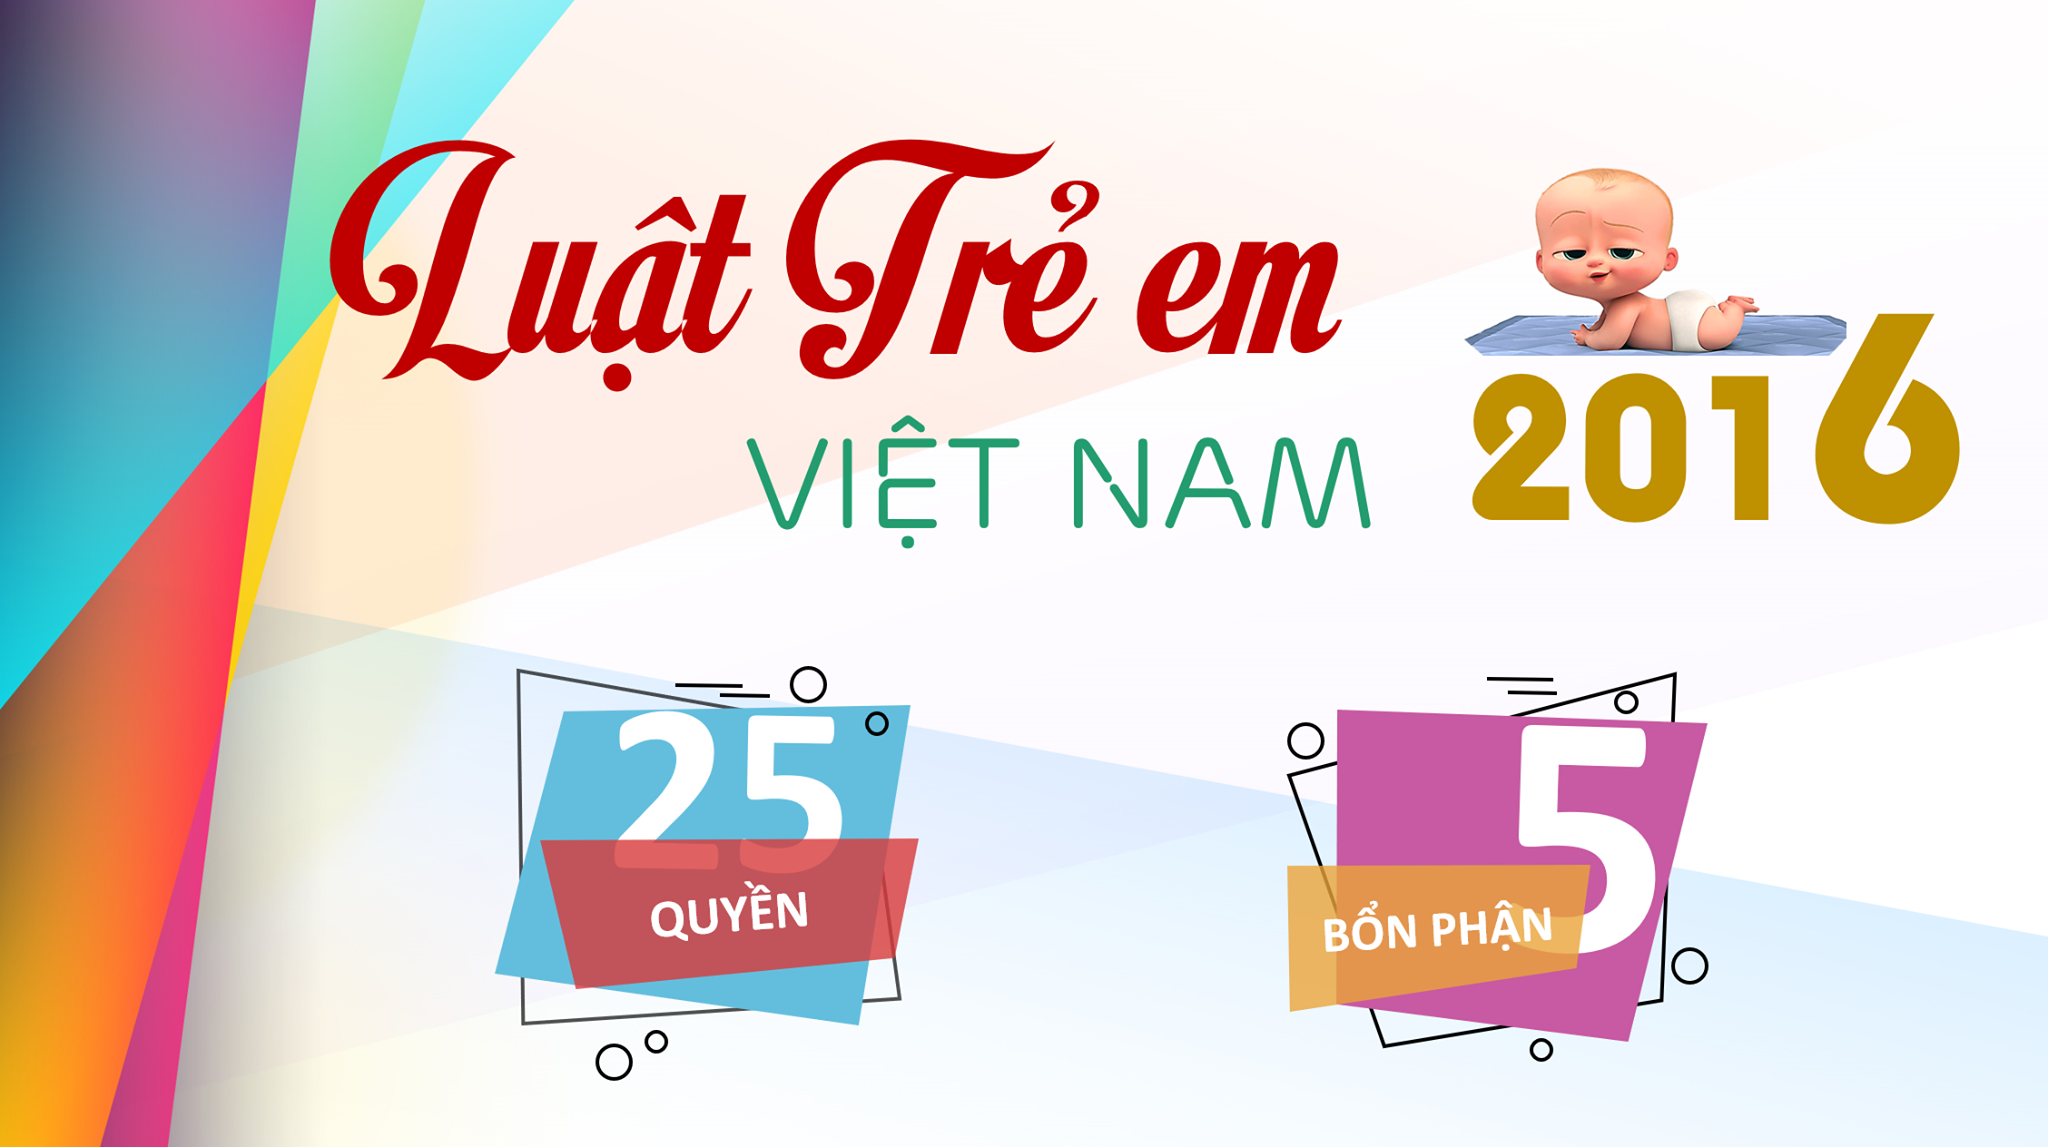 Luật Trẻ em
VIỆT NAM
2016
25
QUYỀN
5
BỔN PHẬN